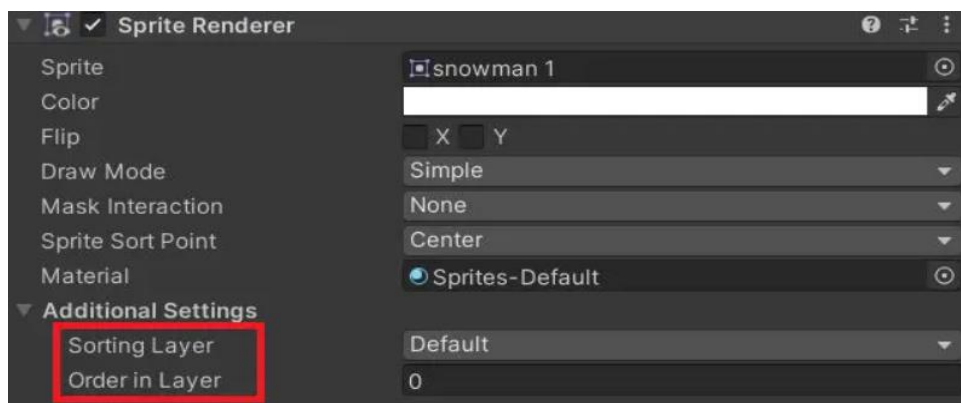 Sprite Renderer
Sprite snowman 1
Color
Flip X Y
Draw Mode Simple
Mask Interaction None
Sprite Sort Point Center
Material Sprites-Default
Additional Settings
Sorting Layer Default
Order in Layer 0